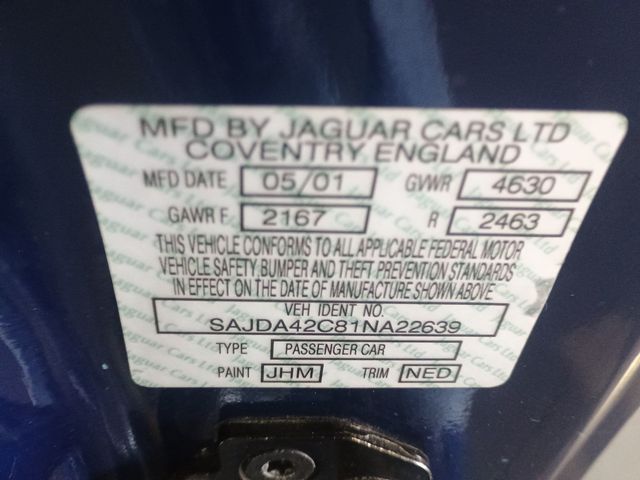 MFD BY JAGUAR CARS LTD
COVENTRY, ENGLAND
MFD DATE 05/01 GVWR 4630
GAWR F. 2167 R 2463
THIS VEHICLE CONFORMS TO ALL APPLICABLE FEDERAL MOTOR
VEHICLE SAFETY, BUMPER AND THEFT PREVENTION STANDARDS
IN EFFECT ON THE DATE OF MANUFACTURE SHOWN ABOVE
VEH IDENT NO.
SAJDA42C81NA22639
TYPE PASSENGER CAR
PAINT JHM TRIM NED